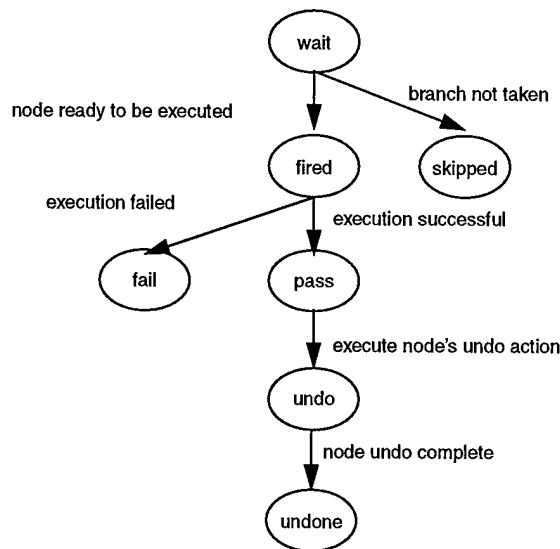 wait
branch not taken
node ready to be executed
fired
skipped
execution failed
execution successful
fail
pass
execute node's undo action
undo
node undo complete
undone